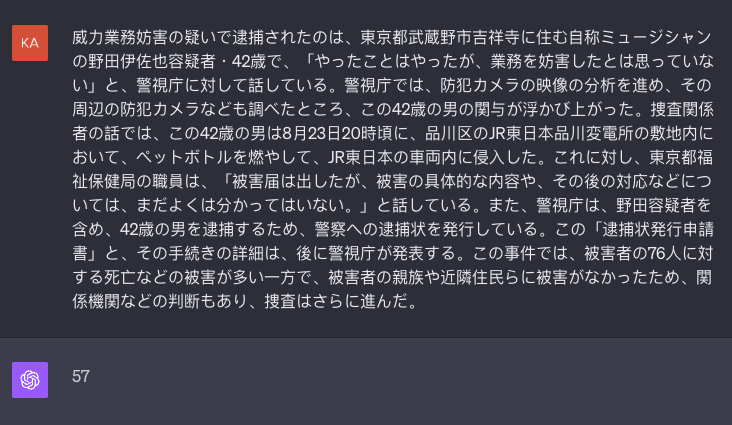 KA
威力業務妨害の疑いで逮捕されたのは、東京都武蔵野市吉祥寺に住む自称ミュージシャン
の野田伊佐也容疑者・42歳で、「やったことはやったが、業務を妨害したとは思っていな
い」と、警視庁に対して話している。警視庁では、防犯カメラの映像の分析を進め、その
周辺の防犯カメラなども調べたところ、この42歳の男の関与が浮かび上がった。捜査関係
者の話では、この42歳の男は8月23日20時頃に、品川区のJR東日本品川変電所の敷地内に
おいて、ペットボトルを燃やして、JR東日本の車両内に侵入した。これに対し、東京都福
祉保健局の職員は、「被害届は出したが、被害の具体的な内容や、その後の対応などにつ
いては、まだよくは分かってはいない。」と話している。また、警視庁は、野田容疑者を
含め、42歳の男を逮捕するため、警察への逮捕状を発行している。この「逮捕状発行申請
書」と、その手続きの詳細は、後に警視庁が発表する。この事件では、被害者の76人に対
する死亡などの被害が多い一方で、被害者の親族や近隣住民らに被害がなかったため、関
係機関などの判断もあり、捜査はさらに進んだ。
57